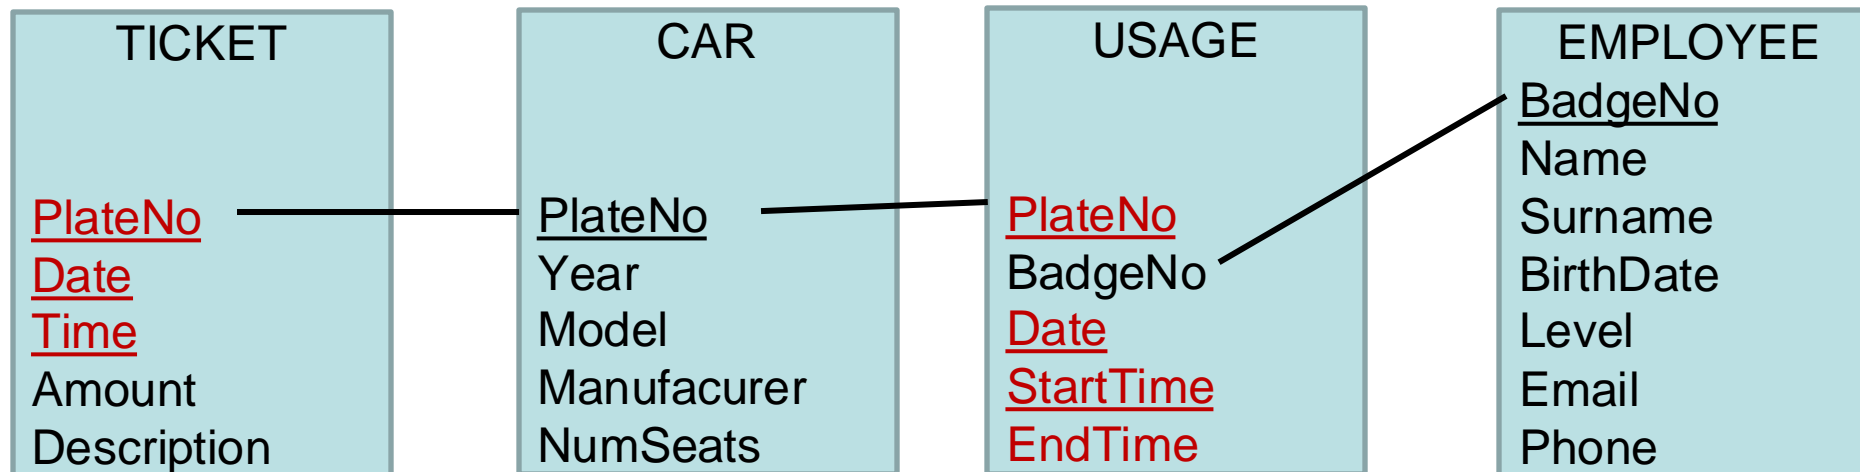 TICKET
PlateNo
Date
Time
Amount
Description
CAR
PlateNo
Year
Model
Manufacurer
NumSeats
USAGE
PlateNo
BadgeNo
Date
StartTime
EndTime
EMPLOYEE
BadgeNo
Name
Surname
BirthDate
Level
Email
Phone